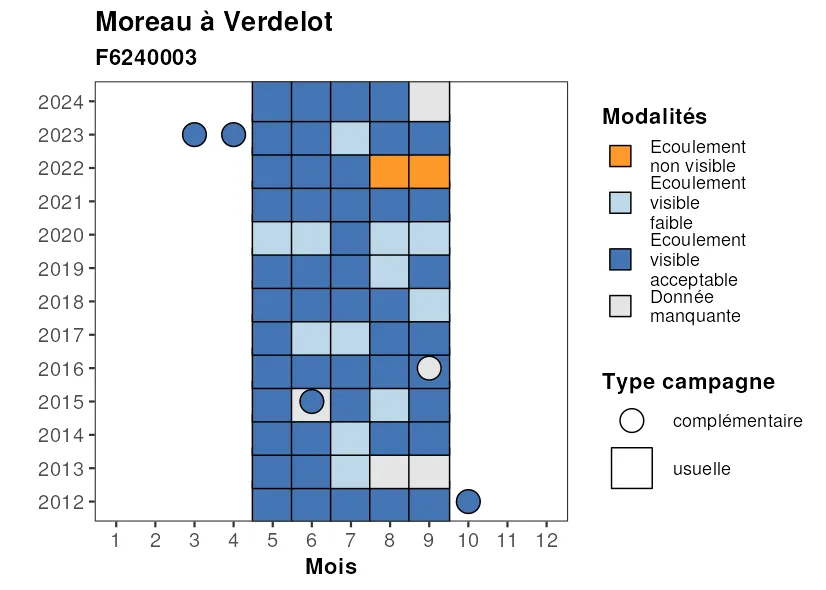 Moreau à Verdelot
F6240003
2024
2023
2022
2021
2020
2019
2018
2017
2016
2015
2014
2013
2012
1 2 3 4 5 6 7 8 9 10 11 12
Mois
Modalités
Ecoulement
non visible
Ecoulement
visible
faible
Ecoulement
visible
acceptable
Donnée
manquante
Type campagne
complémentaire
usuelle